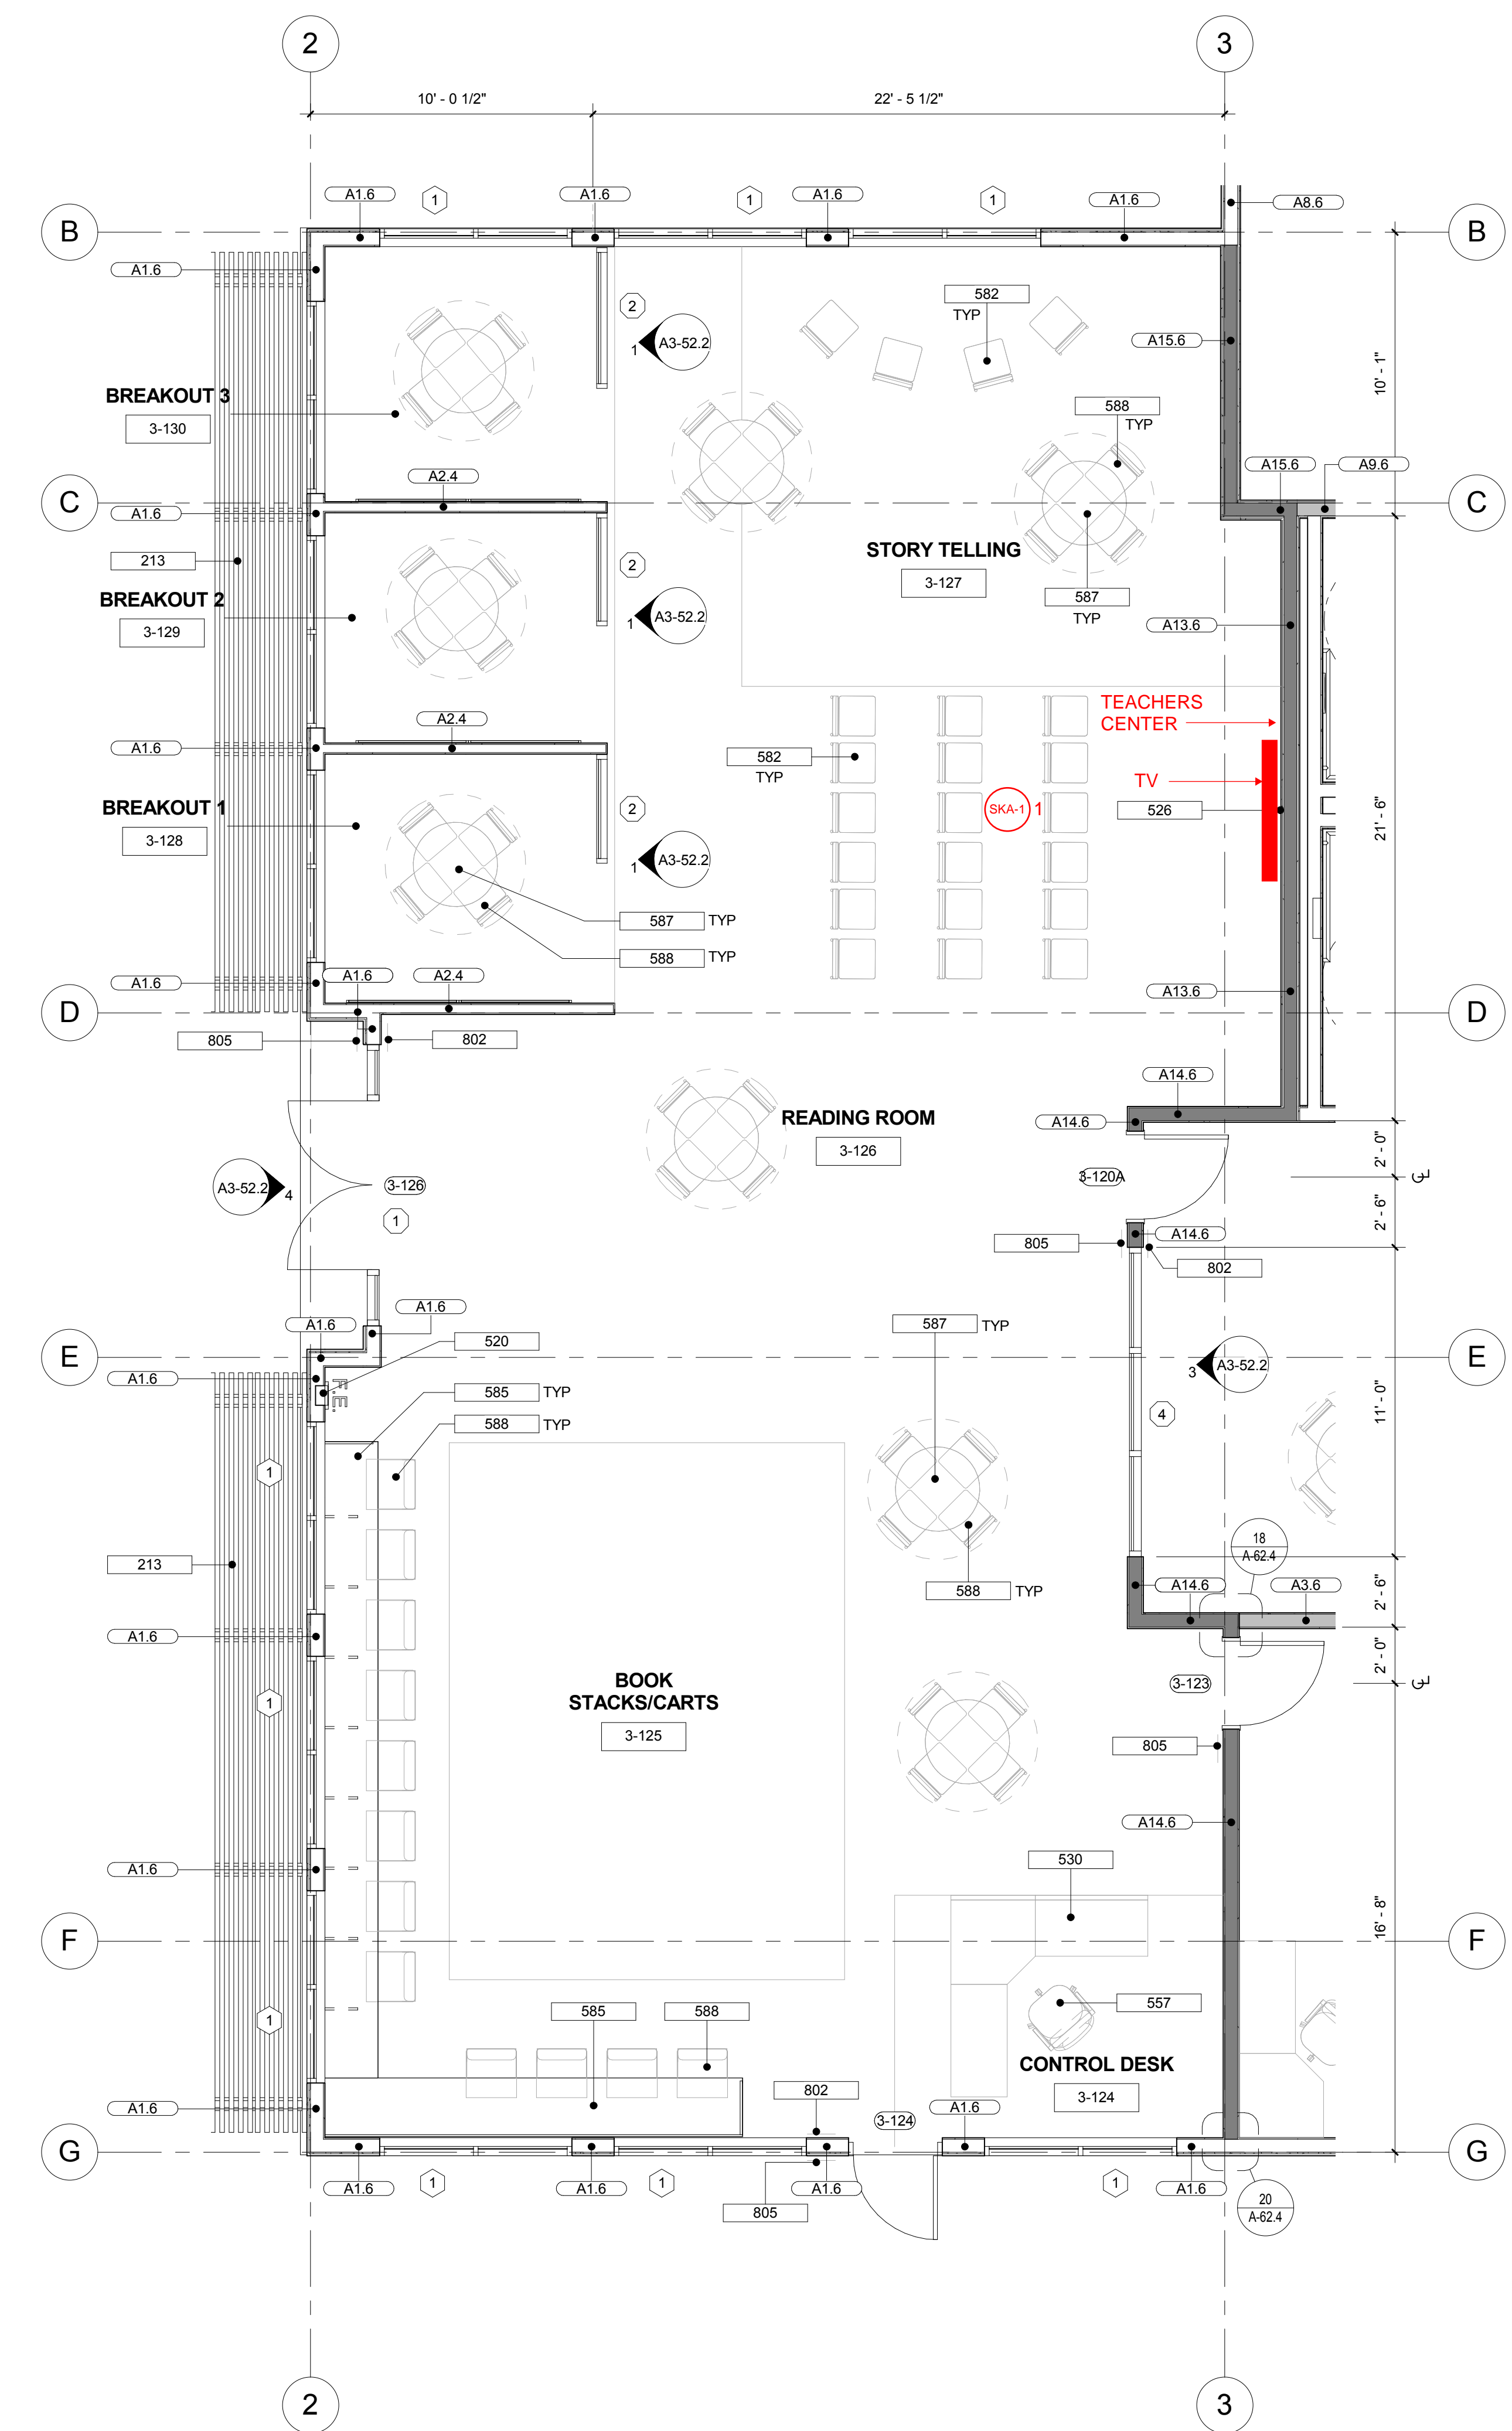 2
3
10' - 0 1/2"
22' - 5 1/2"
A1.6
1
A1.6
1
A1.6
1
A1.6
A8.6
B
B
A1.6
2
1
A3-52.2
582
TYP
A15.6
10' - 1"
BREAKOUT 3
3-130
588
TYP
A2.4
A15.6
A9.6
C
C
A1.6
213
2
STORY TELLING
3-127
BREAKOUT 2
3-129
1
A3-52.2
587
TYP
A13.6
A2.4
A1.6
TEACHERS
CENTER
582
TYP
TV
SKA-1
1
526
21' - 6"
BREAKOUT 1
3-128
2
1
A3-52.2
587
TYP
588
TYP
A1.6
A1.6
A2.4
A13.6
D
D
805
802
A14.6
READING ROOM
3-126
A14.6
2' - 0"
A3-52.2
4
3-126
1
3-120A
CL
2' - 6"
A14.6
805
802
A1.6
A1.6
520
587
TYP
E
E
A1.6
F.E.
585
TYP
588
TYP
3
A3-52.2
4
11' - 0"
1
213
18
A-62.4
588
TYP
A14.6
A3.6
2' - 6"
A1.6
2' - 0"
BOOK
STACKS/CARTS
3-125
1
3-123
CL
805
A14.6
A1.6
530
16' - 8"
F
F
1
585
588
557
CONTROL DESK
3-124
802
A1.6
A1.6
3-124
G
G
A1.6
1
A1.6
1
A1.6
1
A1.6
805
20
A-62.4
2
3